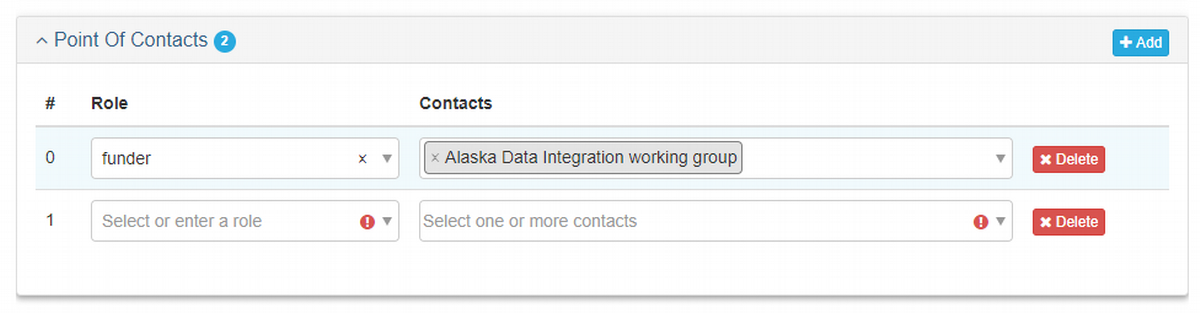 Point Of Contacts 2
+ Add
# Role Contacts
0 funder x × Alaska Data Integration working group × Delete
1 Select or enter a role Select one or more contacts × Delete